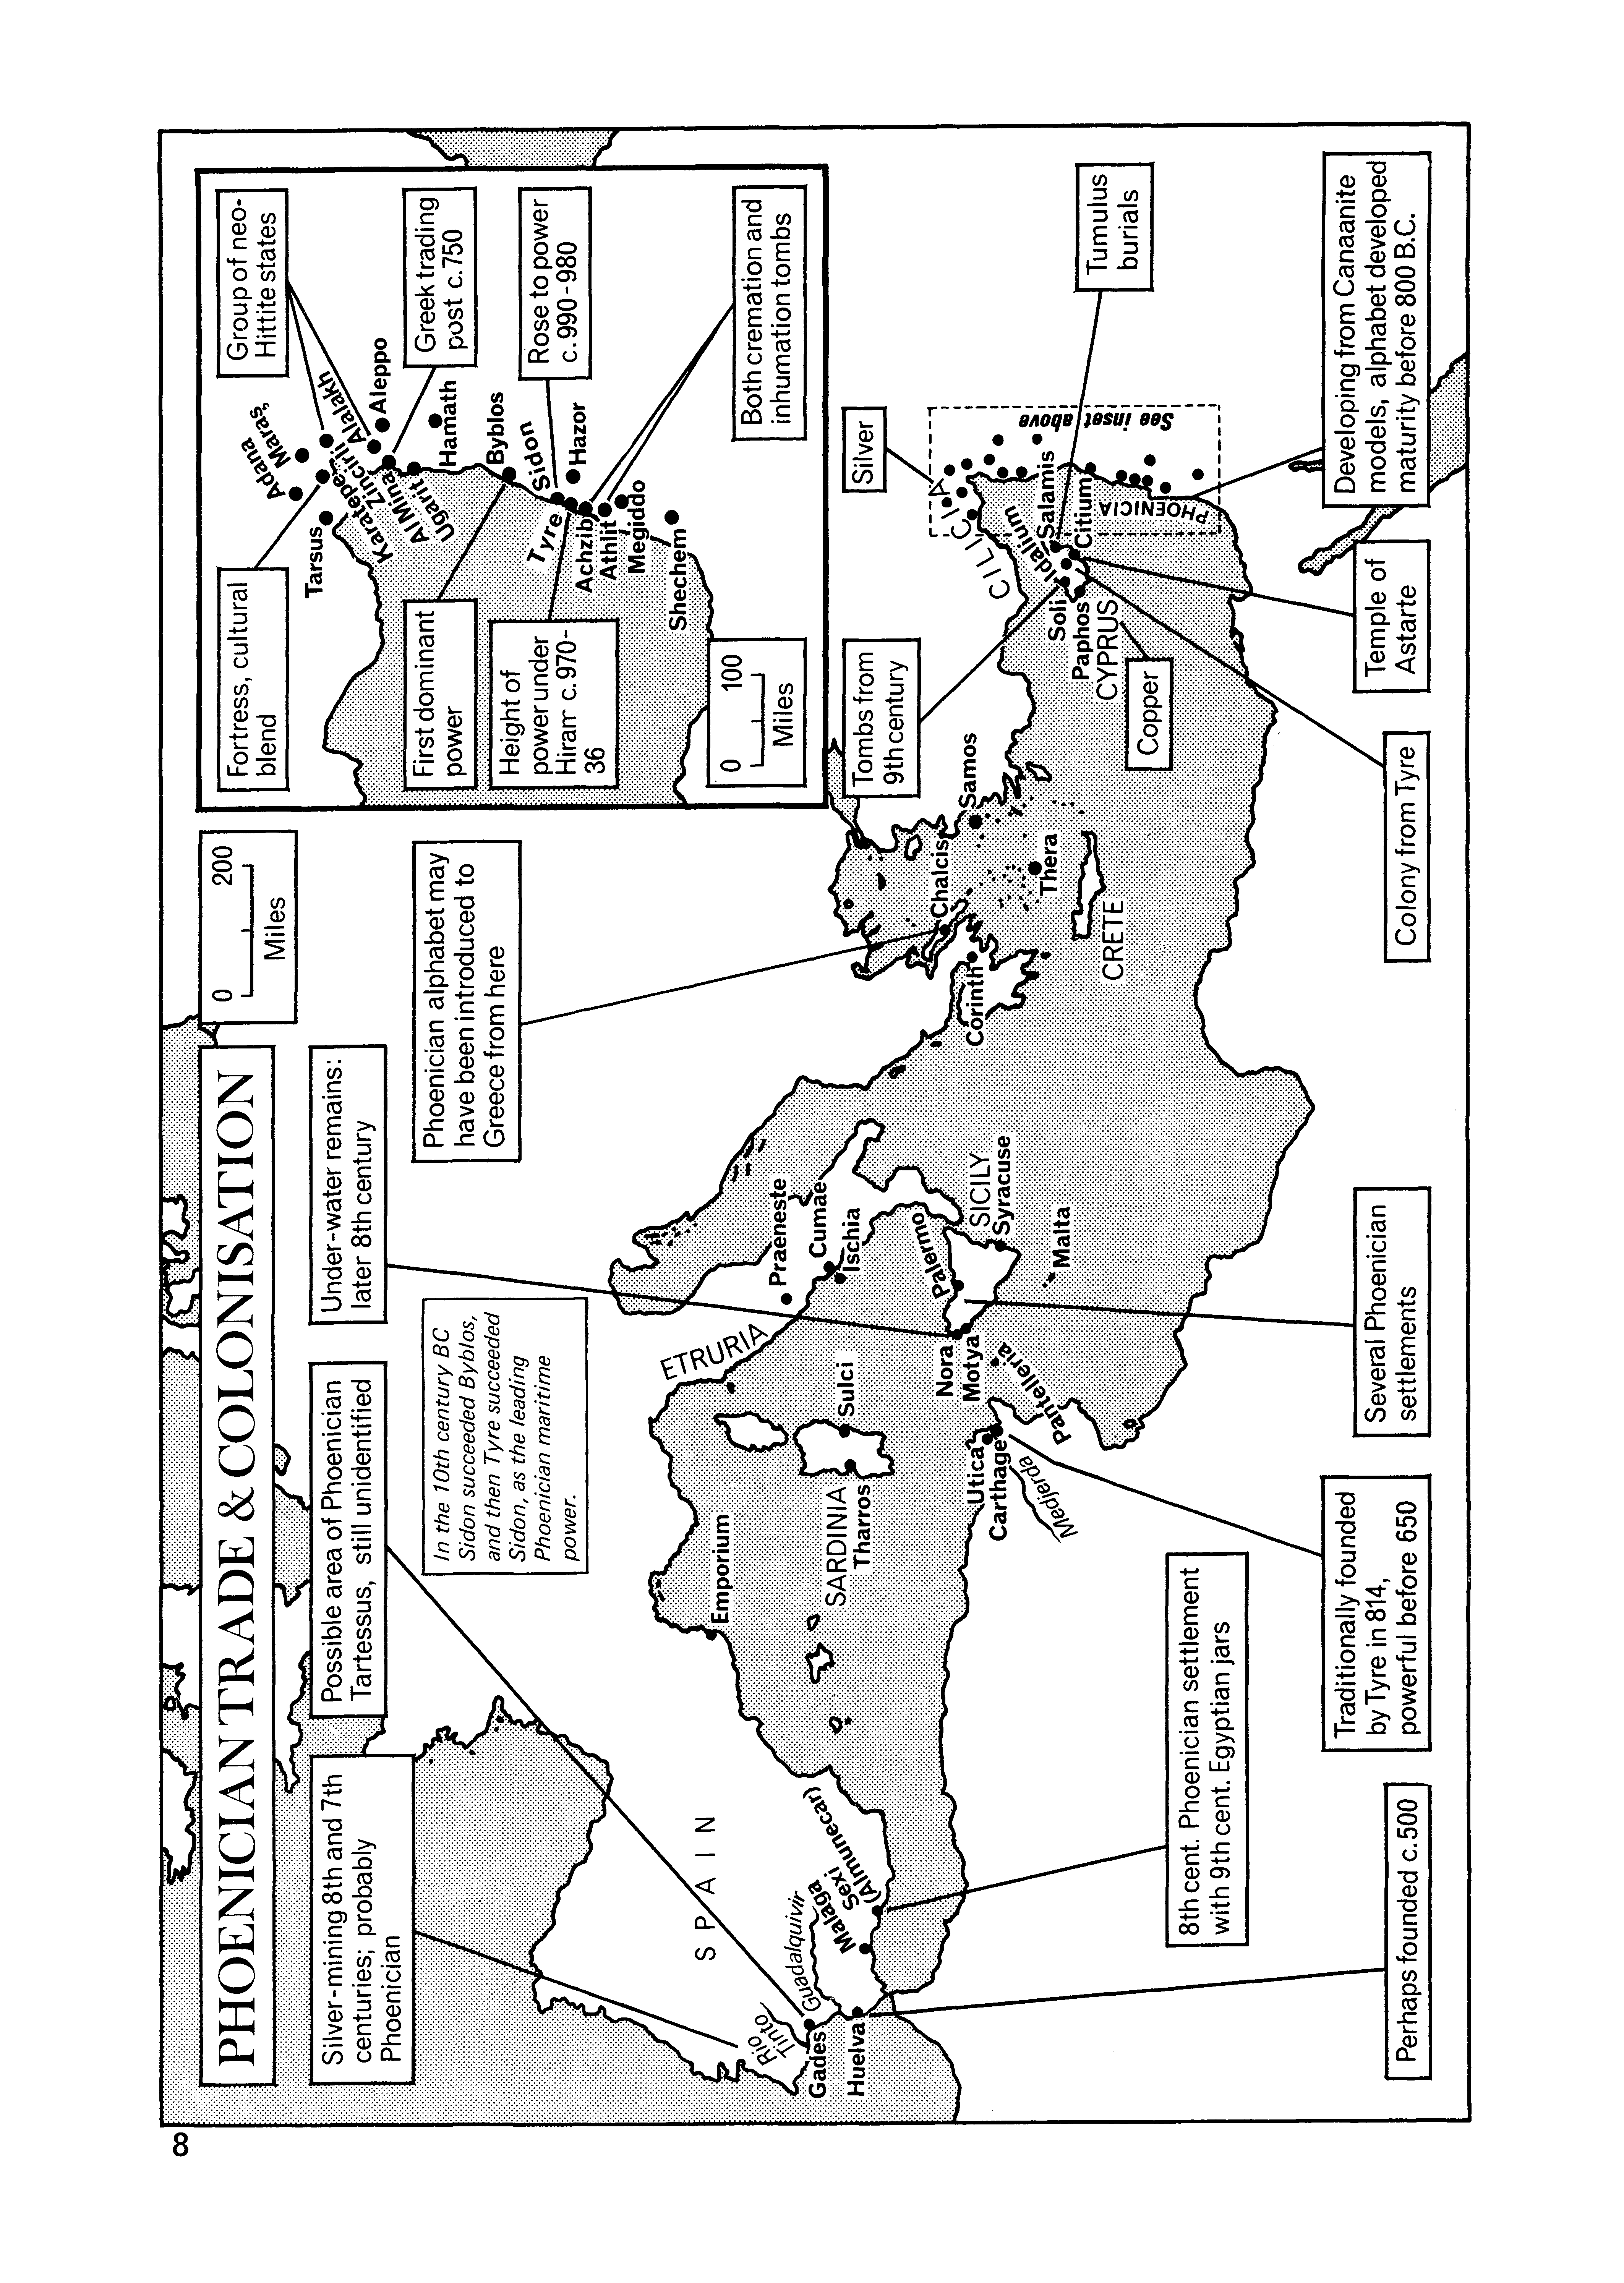 8
PHOENICIAN TRADE & COLONISATION
0 200
Miles
Silver-mining 8th and 7th
centuries; probably
Phoenician
Possible area of Phoenician
Tartessus, still unidentified
Under-water remains:
later 8th century
In the 10th century BC
Sidon succeeded Byblos,
and then Tyre succeeded
Sidon, as the leading
Phoenician maritime
power.
Phoenician alphabet may
have been introduced to
Greece from here
Fortress, cultural
blend
Group of neo-
Hittite states
Adana
Maraş
Tarsus
Karatepe
Zincirli
Alalakh
Aleppo
Al Mina
Ugarit
Hamath
Greek trading
post c.750
First dominant
power
Byblos
Sidon
Rose to power
c.990-980
Height of
power under
Hiram c.970-
36
Tyre
Hazor
Achzib
Athlit
Megiddo
Shechem
Both cremation and
inhumation tombs
0 100
Miles
SPAIN
Rio
Tinto
Guadalquivir
Gades
Huelva
Malaga
Sexi
(Almunecar)
Emporium
ETRURIA
SARDINIA
Tharros
Sulci
Praeneste
Cumae
Ischia
Palermo
SICILY
Syracuse
Nora
Motya
Malta
Pantelleria
Utica
Carthage
Medjerda
Corinth
Chalcis
Samos
Thera
CRETE
Tombs from
9th century
Silver
CILICIA
Soli
Idalium
Salamis
Citium
Paphos
CYPRUS
Copper
PHOENICIA
See inset above
Tumulus
burials
8th cent. Phoenician settlement
with 9th cent. Egyptian jars
Perhaps founded c.500
Traditionally founded
by Tyre in 814,
powerful before 650
Several Phoenician
settlements
Colony from Tyre
Temple of
Astarte
Developing from Canaanite
models, alphabet developed
maturity before 800 B.C.